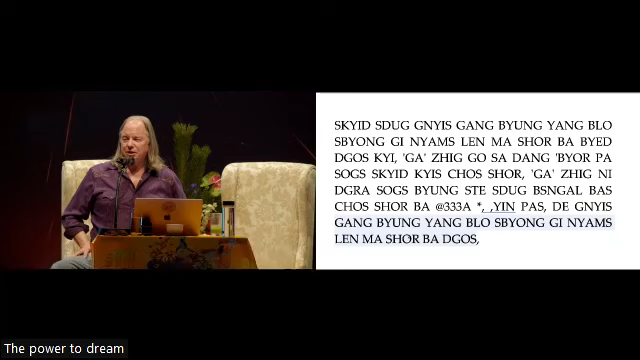 SKYID SDUG GNYIS GANG BYUNG YANG BLO
SBYONG GI NYAMS LEN MA SHOR BA BYED
DGOS KYI, 'GA' ZHIG GO SA DANG 'BYOR PA
SOGS SKYID KYIS CHOS SHOR, 'GA' ZHIG NI
DGRA SOGS BYUNG STE SDUG BSNGAL BAS
CHOS SHOR BA @333A *, ,YIN PAS, DE GNYIS
GANG BYUNG YANG BLO SBYONG GI NYAMS
LEN MA SHOR BA DGOS,
The power to dream